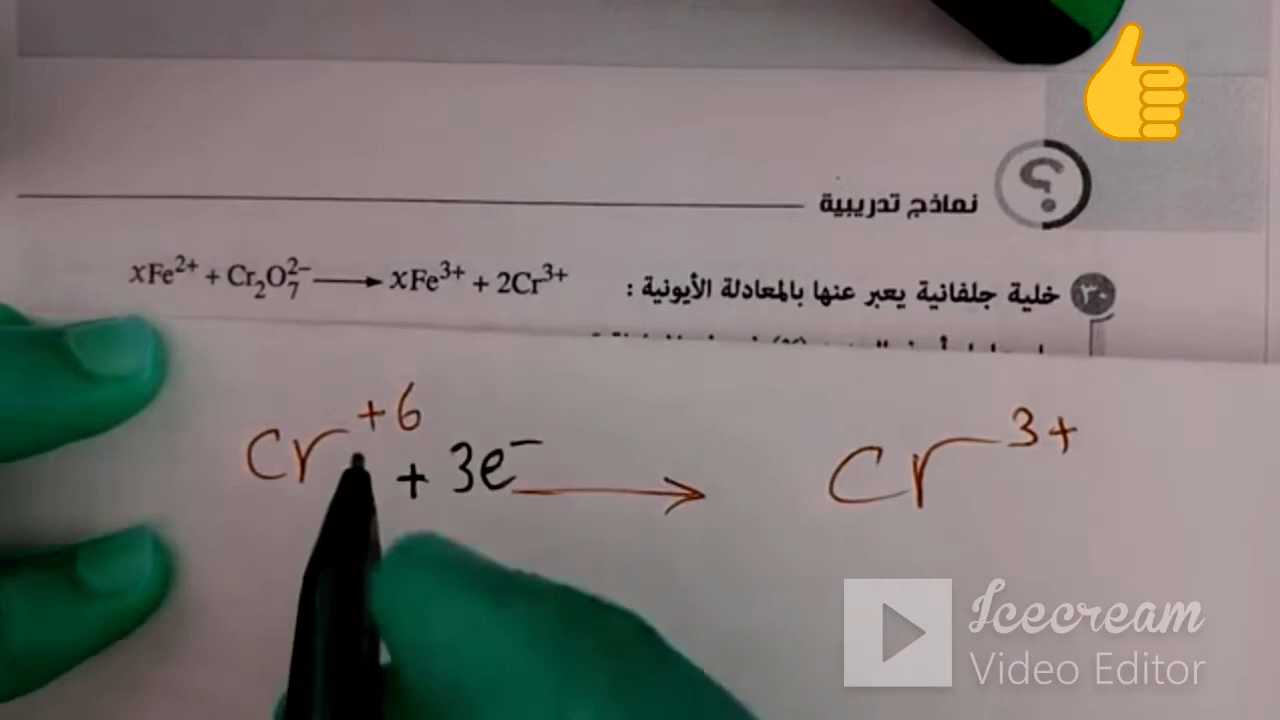 نماذج تدريبية
٣٠ خلية جلفانية يعبر عنها بالمعادلة الأيونية : xFe²⁺ + Cr₂O₇²⁻ ⟶ xFe³⁺ + 2Cr³⁺
Cr⁺⁶ + 3e⁻ ⟶ Cr³⁺
Icecream
Video Editor